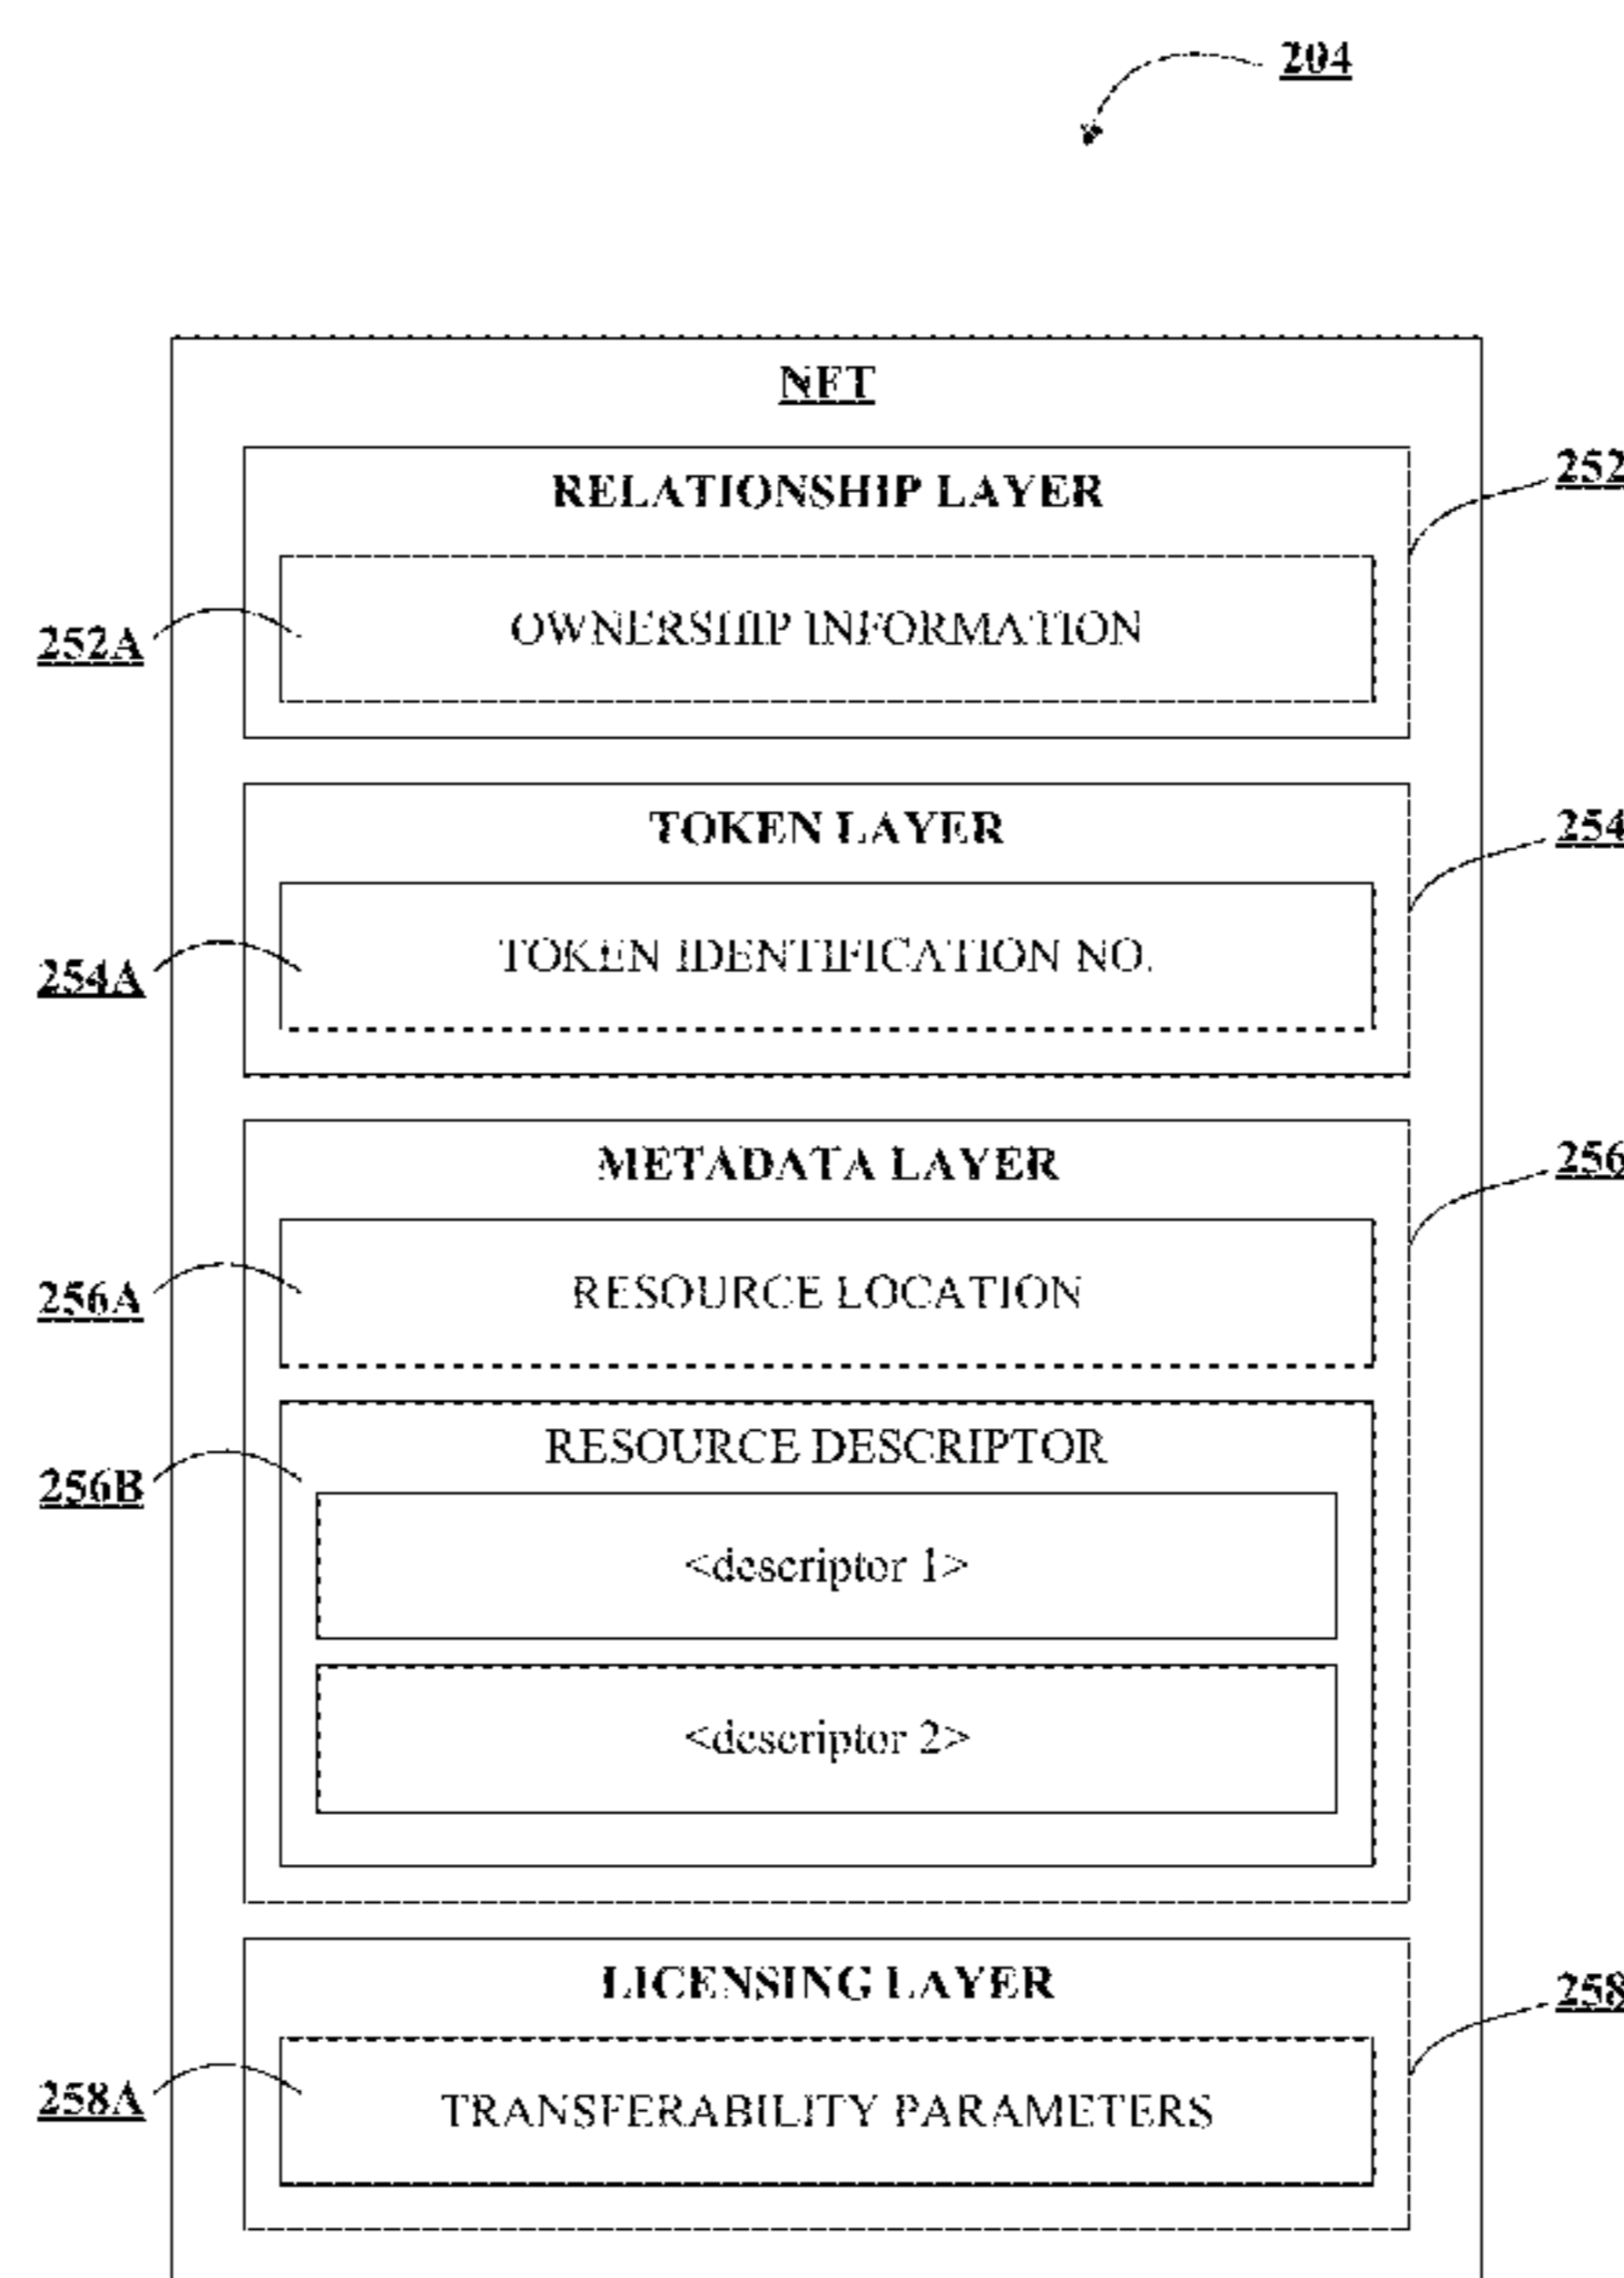 204
NFT
RELATIONSHIP LAYER
252
OWNERSHIP INFORMATION
252A
TOKEN LAYER
254
TOKEN IDENTIFICATION NO.
254A
METADATA LAYER
256
RESOURCE LOCATION
256A
RESOURCE DESCRIPTOR
256B
<descriptor 1>
<descriptor 2>
LICENSING LAYER
258
TRANSFERABILITY PARAMETERS
258A